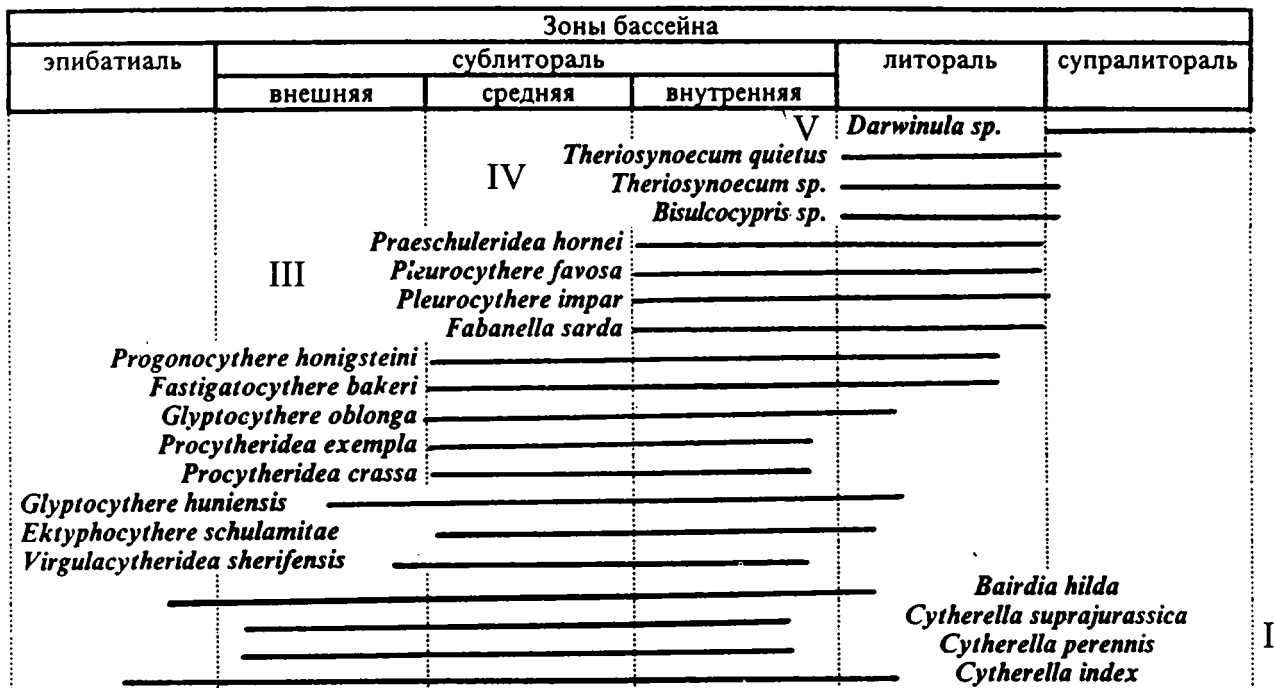 Зоны бассейна
эпибатиаль сублитораль литораль супралитораль
внешняя средняя внутренняя
V Darwinula sp.
Theriosynoecum quietus
IV Theriosynoecum sp.
Bisulcocypris sp.
Praeschuleridea hornei
III Pleurocythere favosa
Pleurocythere impar
Fabanella sarda
Progonocythere honigsteini
Fastigatocythere bakeri
Glyptocythere oblonga
Procytheridea exempla
Procytheridea crassa
Glyptocythere huniensis
Ektyphocythere schulamitae
Virgulacytheridea sherifensis
Bairdia hilda
Cytherella suprajurassica
Cytherella perennis I
Cytherella index